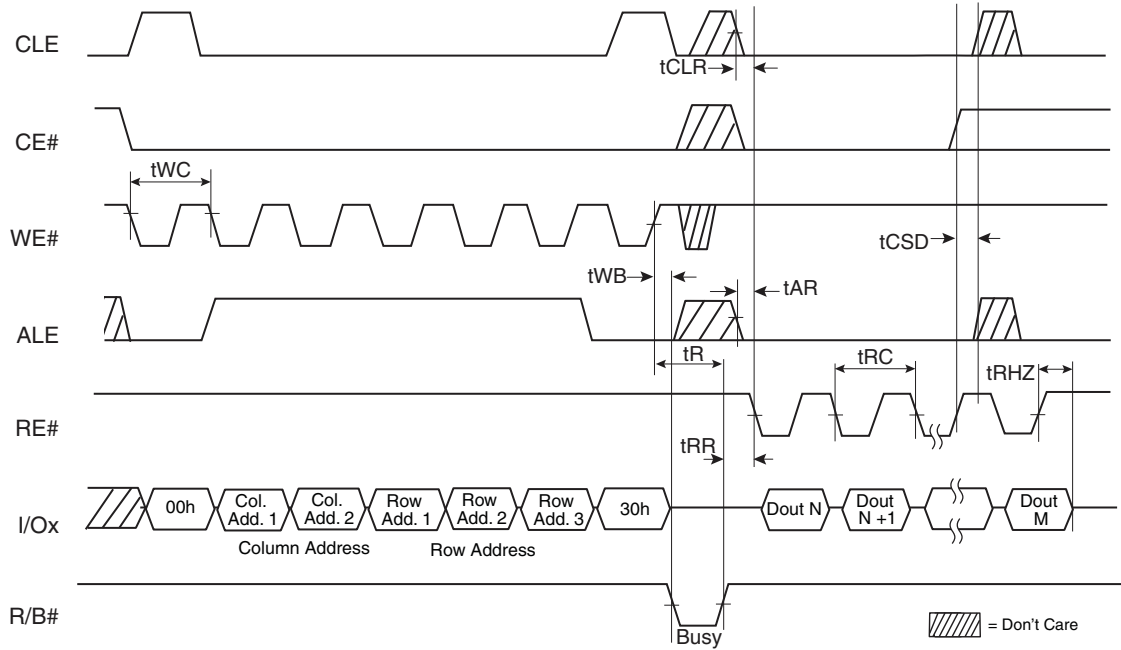 CLE
tCLR
CE#
tWC
WE#
tCSD
tWB
tAR
ALE
tR
tRC
tRHZ
RE#
tRR
I/Ox
00h
Col.
Add. 1
Col.
Add. 2
Row
Add. 1
Row
Add. 2
Row
Add. 3
30h
Dout N
Dout
N +1
Dout
M
Column Address
Row Address
R/B#
Busy
= Don't Care